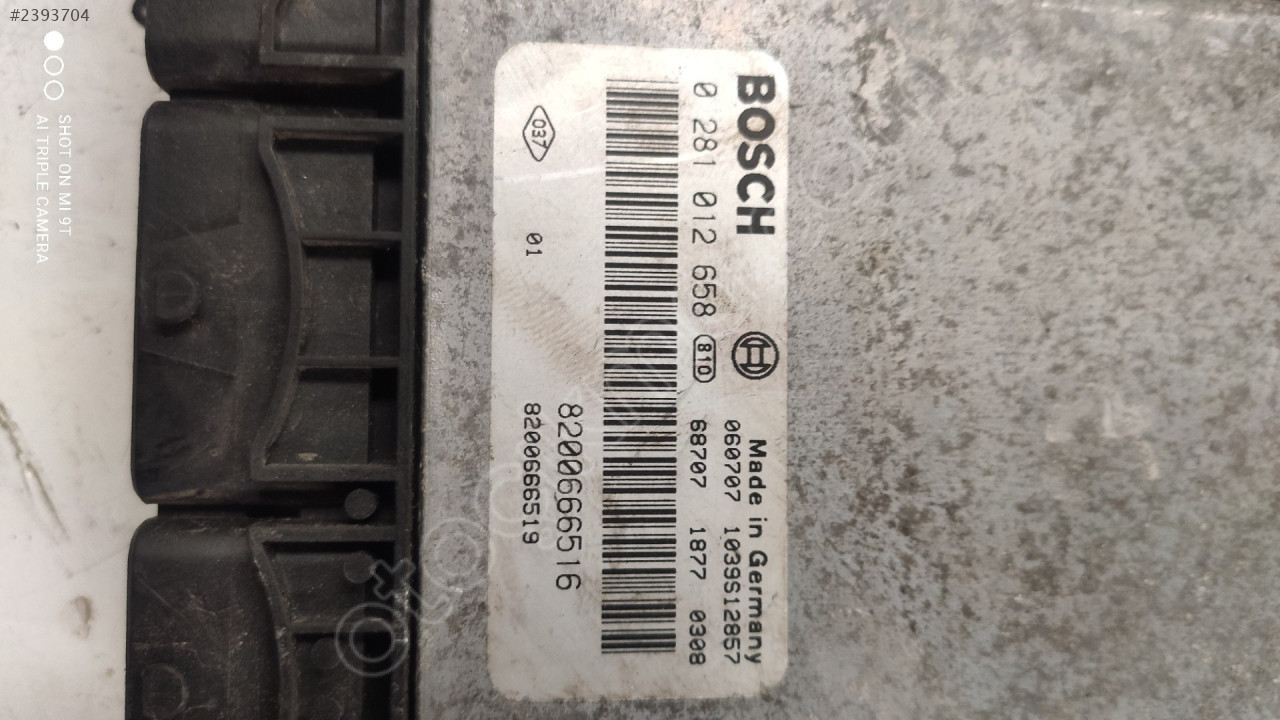 #2393704
SHOT ON MI 9T
AI TRIPLE CAMERA
BOSCH
Made in Germany
060707 1039S12857
0 281 012 658 810 68707 1877 0308
8200666516
037 01 8200666519